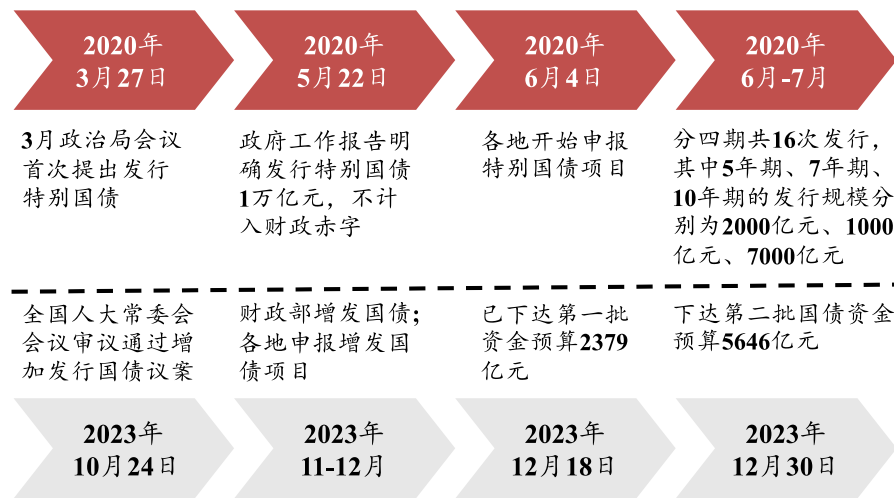 2020年
3月27日
2020年
5月22日
2020年
6月4日
2020年
6月-7月
3月政治局会议
首次提出发行
特别国债
政府工作报告明
确发行特别国债
1万亿元，不计
入财政赤字
各地开始申报
特别国债项目
分四期共16次发行，
其中5年期、7年期、
10年期的发行规模分
别为2000亿元、1000
亿元、7000亿元
全国人大常委会
会议审议通过增
加发行国债议案
财政部增发国债；
各地申报增发国
债项目
已下达第一批
资金预算2379
亿元
下达第二批国债资金
预算5646亿元
2023年
10月24日
2023年
11-12月
2023年
12月18日
2023年
12月30日